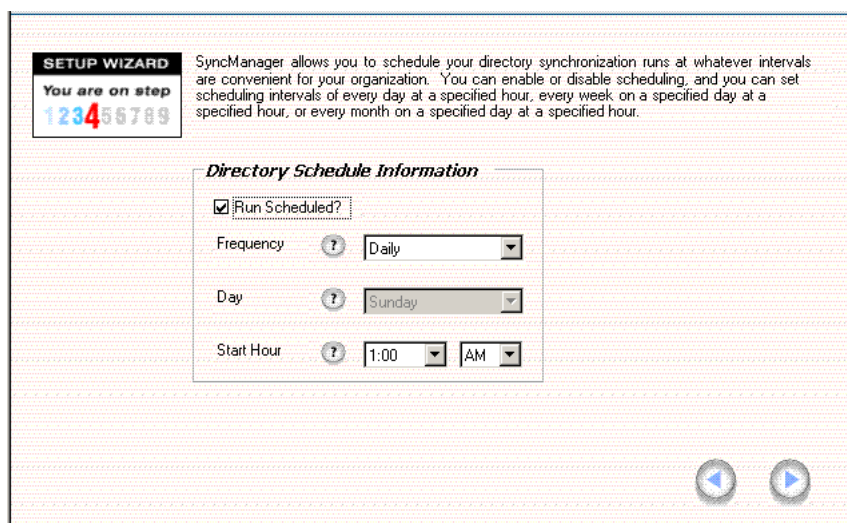 SETUP WIZARD
You are on step
123456789
SyncManager allows you to schedule your directory synchronization runs at whatever intervals
are convenient for your organization. You can enable or disable scheduling, and you can set
scheduling intervals of every day at a specified hour, every week on a specified day at a
specified hour, or every month on a specified day at a specified hour.
Directory Schedule Information
Run Scheduled?
Frequency ? Daily
Day ? Sunday
Start Hour ? 1:00 AM